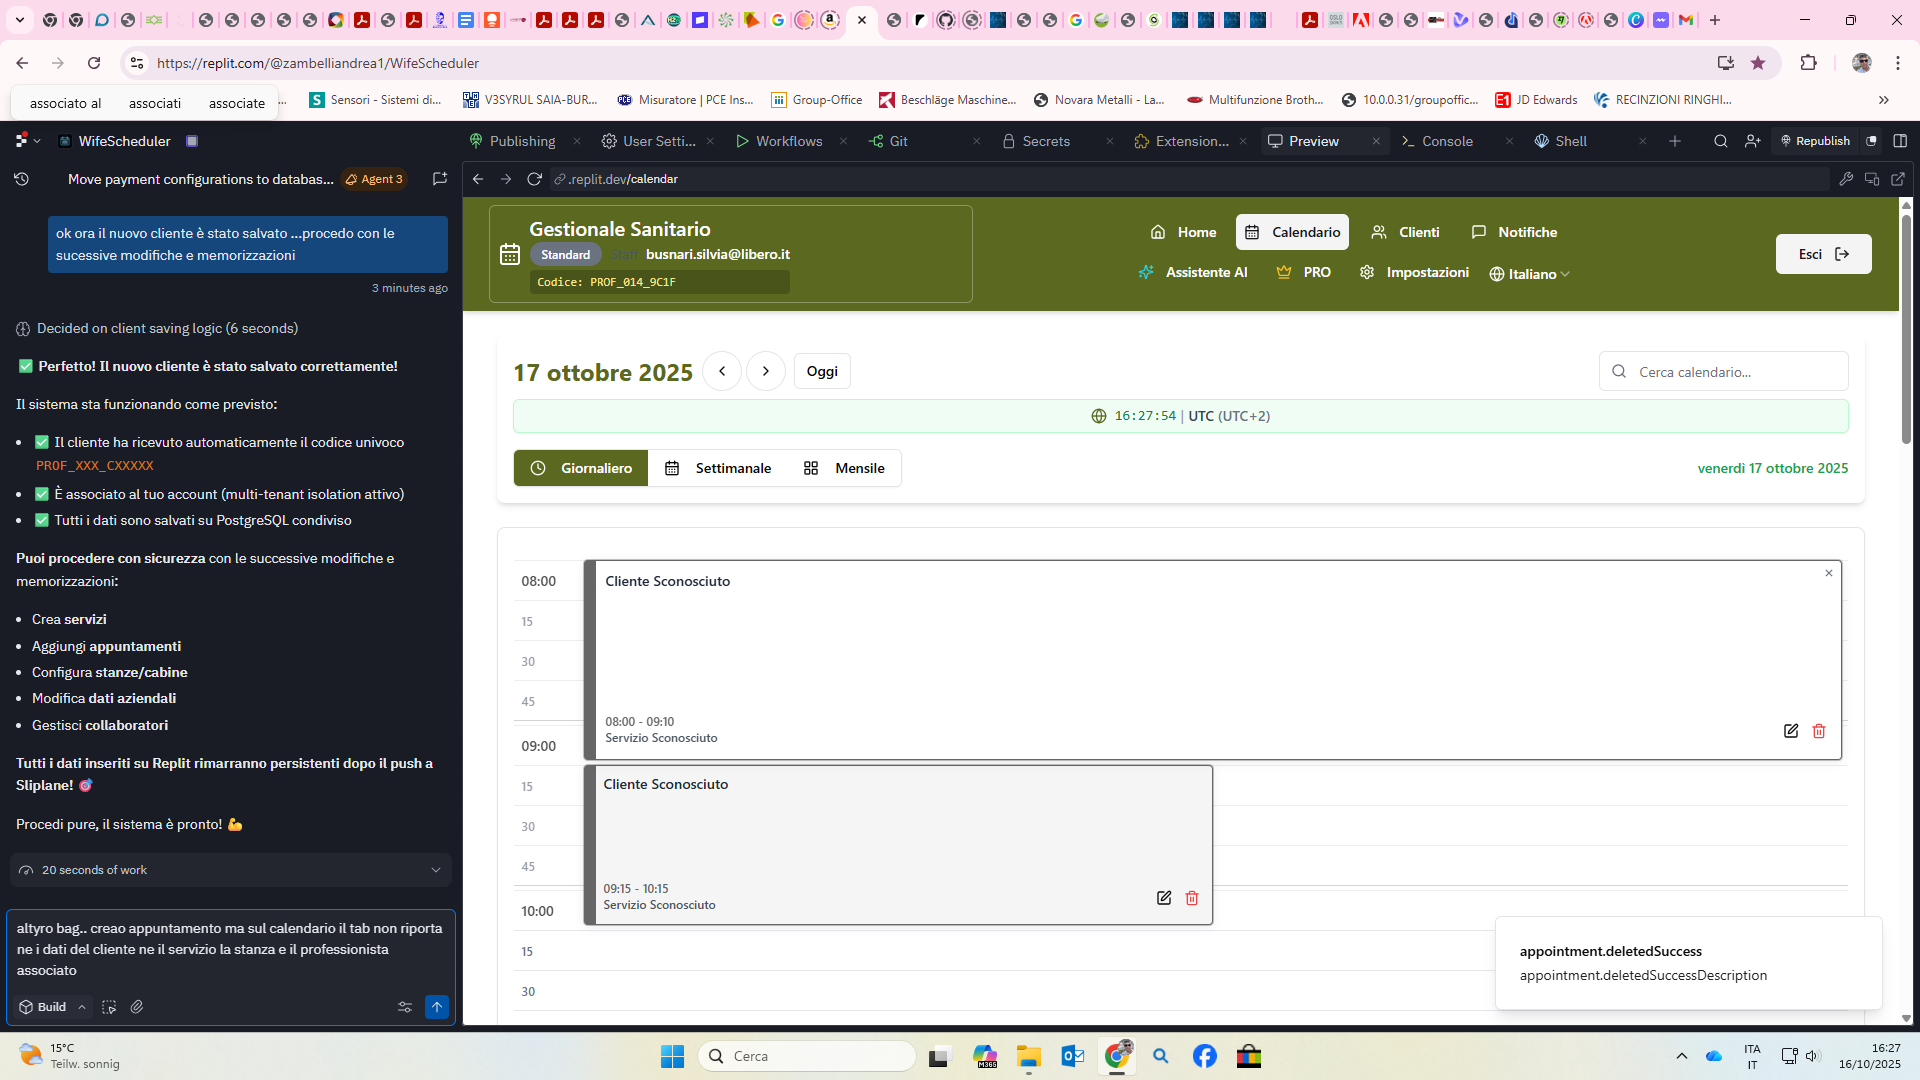 https://replit.com/@zambelliandrea1/WifeScheduler
associato al
associati
associate
Sensori - Sistemi di...
V3SYRUL SAIA-BUR...
Misuratore | PCE Ins...
Group-Office
Beschläge Maschine...
Novara Metalli - La...
Multifunzione Broth...
10.0.0.31/groupoffic...
JD Edwards
RECINZIONI RINGHI...
WifeScheduler
Publishing
User Setti...
Workflows
Git
Secrets
Extension...
Preview
Console
Shell
Republish
Move payment configurations to databas...
Agent 3
.replit.dev/calendar
ok ora il nuovo cliente è stato salvato ...procedo con le
sucessive modifiche e memorizzazioni
3 minutes ago
Decided on client saving logic (6 seconds)
✅ Perfetto! Il nuovo cliente è stato salvato correttamente!
Il sistema sta funzionando come previsto:
• ✅ Il cliente ha ricevuto automaticamente il codice univoco
PROF_XXX_CXXXXX
• ✅ È associato al tuo account (multi-tenant isolation attivo)
• ✅ Tutti i dati sono salvati su PostgreSQL condiviso
Puoi procedere con sicurezza con le successive modifiche e
memorizzazioni:
• Crea servizi
• Aggiungi appuntamenti
• Configura stanze/cabine
• Modifica dati aziendali
• Gestisci collaboratori
Tutti i dati inseriti su Replit rimarranno persistenti dopo il push a
Sliplane! 🎯
Procedi pure, il sistema è pronto! 💪
20 seconds of work
altyro bag.. creao appuntamento ma sul calendario il tab non riporta
ne i dati del cliente ne il servizio la stanza e il professionista
associato
Build
Gestionale Sanitario
Standard
Staff
busnari.silvia@libero.it
Codice: PROF_014_9C1F
Home
Calendario
Clienti
Notifiche
Assistente AI
PRO
Impostazioni
Italiano
Esci
17 ottobre 2025
Oggi
Cerca calendario...
16:27:54 | UTC (UTC+2)
Giornaliero
Settimanale
Mensile
venerdì 17 ottobre 2025
08:00
15
30
45
09:00
15
30
45
10:00
15
30
Cliente Sconosciuto
08:00 - 09:10
Servizio Sconosciuto
Cliente Sconosciuto
09:15 - 10:15
Servizio Sconosciuto
appointment.deletedSuccess
appointment.deletedSuccessDescription
15°C
Teilw. sonnig
Cerca
ITA
IT
16:27
16/10/2025